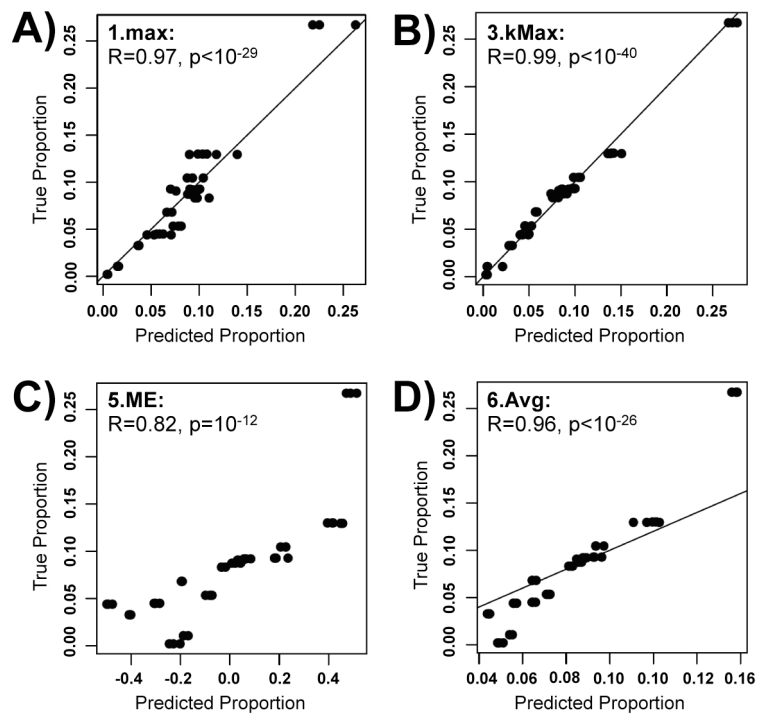 A)
1.max:
R=0.97, p<10-29
True Proportion
0.25
0.20
0.15
0.10
0.05
0.00
0.00 0.05 0.10 0.15 0.20 0.25
Predicted Proportion
B)
3.kMax:
R=0.99, p<10-40
True Proportion
0.25
0.20
0.15
0.10
0.05
0.00
0.00 0.05 0.10 0.15 0.20 0.25
Predicted Proportion
C)
5.ME:
R=0.82, p=10-12
True Proportion
0.25
0.20
0.15
0.10
0.05
0.00
-0.4 -0.2 0.0 0.2 0.4
Predicted Proportion
D)
6.Avg:
R=0.96, p<10-26
True Proportion
0.25
0.20
0.15
0.10
0.05
0.00
0.04 0.06 0.08 0.10 0.10 0.14 0.16
Predicted Proportion